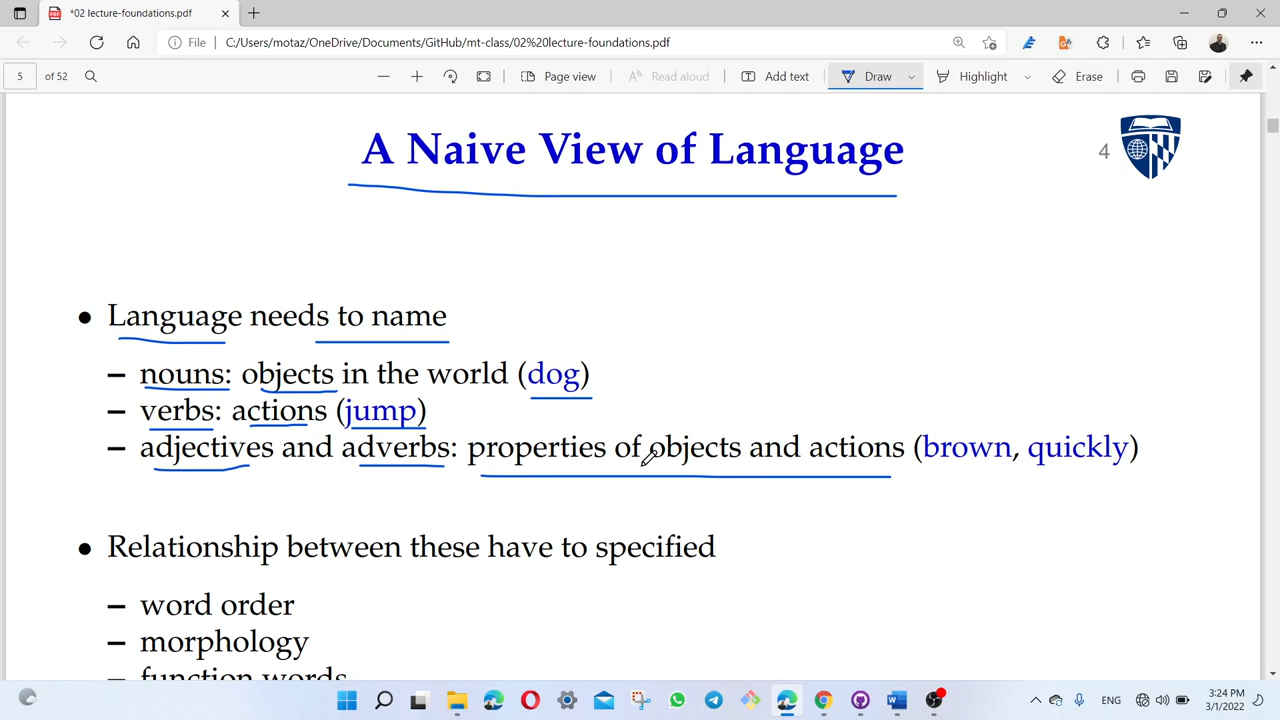 *02 lecture-foundations.pdf
File C:/Users/motaz/OneDrive/Documents/GitHub/mt-class/02%20lecture-foundations.pdf
5 of 52 Page view Read aloud Add text Draw Highlight Erase
A Naive View of Language 4
● Language needs to name
– nouns: objects in the world (dog)
– verbs: actions (jump)
– adjectives and adverbs: properties of objects and actions (brown, quickly)
● Relationship between these have to specified
– word order
– morphology
– function words
ENG 3:24 PM
3/1/2022